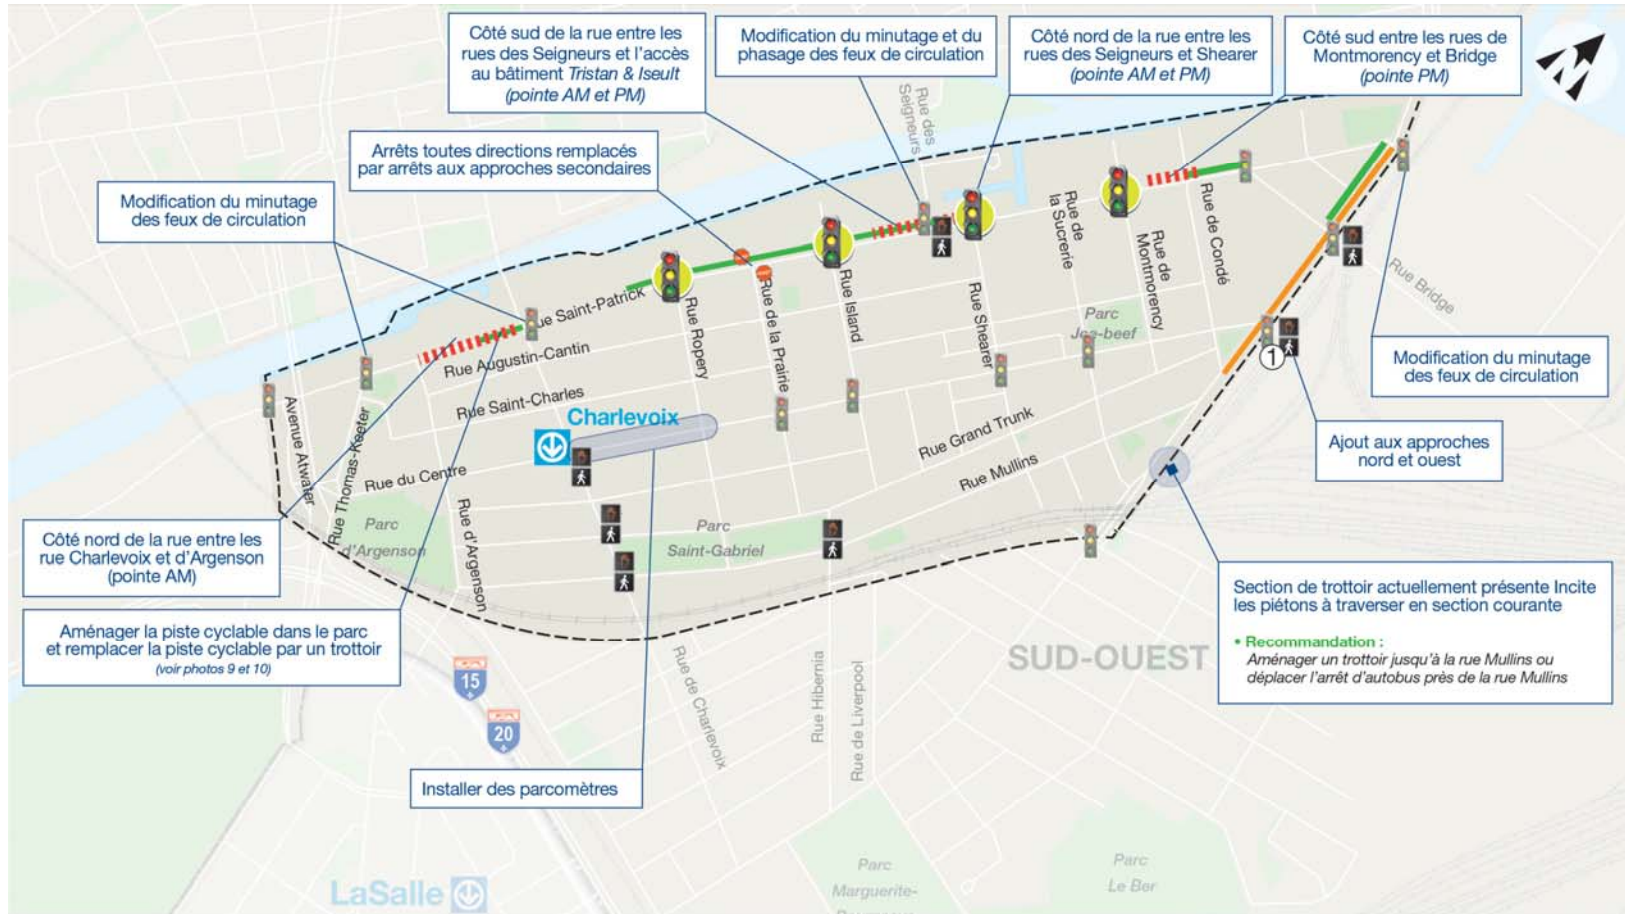 Côté sud de la rue entre les
rues des Seigneurs et l'accès
au bâtiment Tristan & Iseult
(pointe AM et PM)
Modification du minutage et du
phasage des feux de circulation
Côté nord de la rue entre les
rues des Seigneurs et Shearer
(pointe AM et PM)
Côté sud entre les rues de
Montmorency et Bridge
(pointe PM)
Arrêts toutes directions remplacés
par arrêts aux approches secondaires
Modification du minutage
des feux de circulation
Rue des
Seigneurs
Rue de
la Sucrerie
Rue de
Montmorency
Rue de Condé
Rue Bridge
Rue Saint-Patrick
Rue Augustin-Cantin
Rue Saint-Charles
Rue Ropery
Rue de la Prairie
Rue Island
Rue Shearer
Parc
Joe-beef
1
Modification du minutage
des feux de circulation
Avenue Atwater
Rue Thomas-Keefer
Charlevoix
Rue Grand Trunk
Rue Mullins
Ajout aux approches
nord et ouest
Rue du Centre
Parc
d'Argenson
Rue d'Argenson
Parc
Saint-Gabriel
Côté nord de la rue entre les
rue Charlevoix et d'Argenson
(pointe AM)
Aménager la piste cyclable dans le parc
et remplacer la piste cyclable par un trottoir
(voir photos 9 et 10)
Section de trottoir actuellement présente Incite
les piétons à traverser en section courante
• Recommandation :
Aménager un trottoir jusqu'à la rue Mullins ou
déplacer l'arrêt d'autobus près de la rue Mullins
SUD-OUEST
15
20
Rue de Charlevoix
Rue Hibernia
Rue de Liverpool
Installer des parcomètres
LaSalle
Parc
Marguerite-
Parc
Le Ber